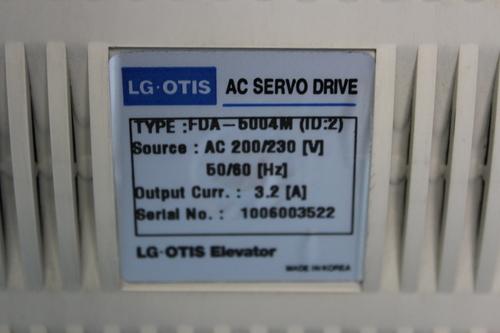 LG·OTIS AC SERVO DRIVE
TYPE :FDA-5004M (ID:2)
Source : AC 200/230 [V]
50/60 [Hz]
Output Curr. : 3.2 [A]
Serial No. : 1006003522
LG·OTIS Elevator
MADE IN KOREA